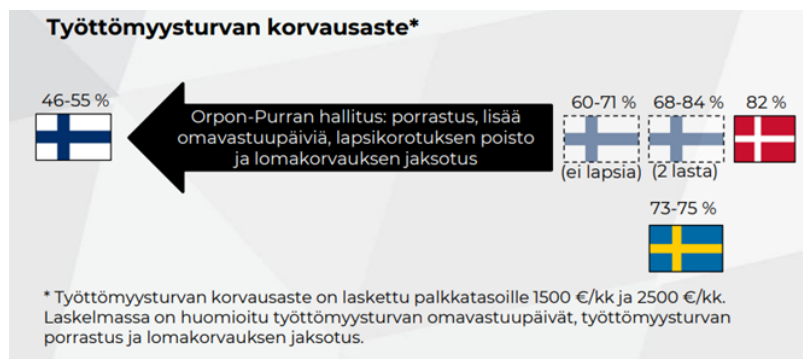 Työttömyysturvan korvausaste*
46-55 %
Orpon-Purran hallitus: porrastus, lisää
omavastuupäiviä, lapsikorotuksen poisto
ja lomakorvauksen jaksotus
60-71 %
(ei lapsia)
68-84 %
(2 lasta)
82 %
73-75 %
* Työttömyysturvan korvausaste on laskettu palkkatasoille 1500 €/kk ja 2500 €/kk.
Laskelmassa on huomioitu työttömyysturvan omavastuupäivät, työttömyysturvan
porrastus ja lomakorvauksen jaksotus.